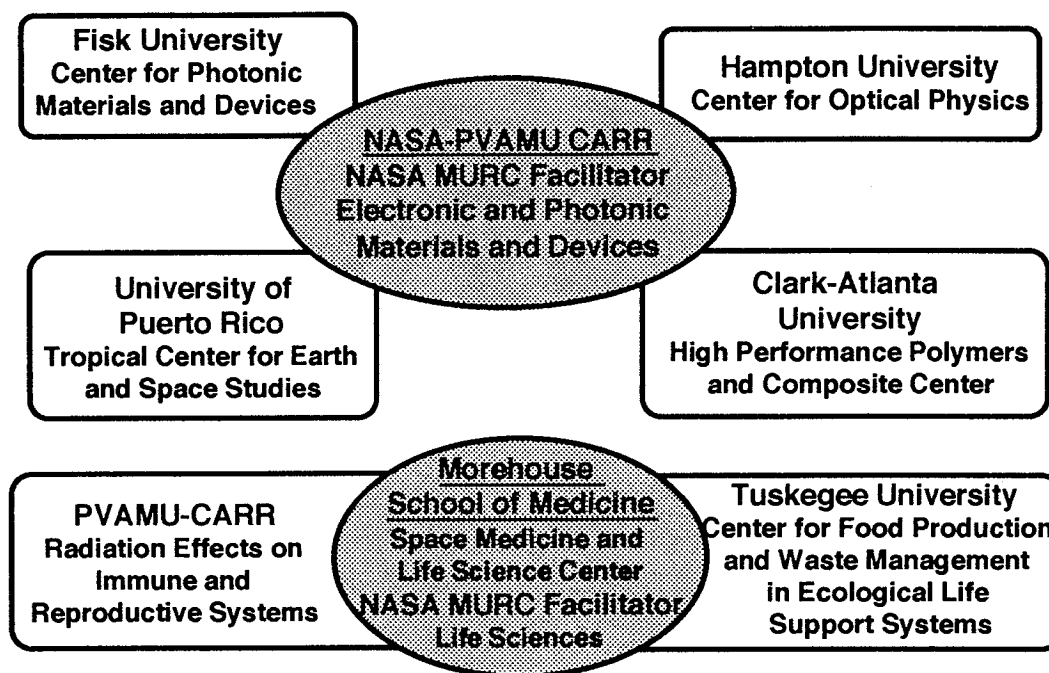 Fisk University
Center for Photonic
Materials and Devices
Hampton University
Center for Optical Physics
NASA-PVAMU CARR
NASA MURC Facilitator
Electronic and Photonic
Materials and Devices
University of
Puerto Rico
Tropical Center for Earth
and Space Studies
Clark-Atlanta
University
High Performance Polymers
and Composite Center
PVAMU-CARR
Radiation Effects on
Immune and
Reproductive Systems
Morehouse
School of Medicine
Space Medicine and
Life Science Center
NASA MURC Facilitator
Life Sciences
Tuskegee University
Center for Food Production
and Waste Management
in Ecological Life
Support Systems